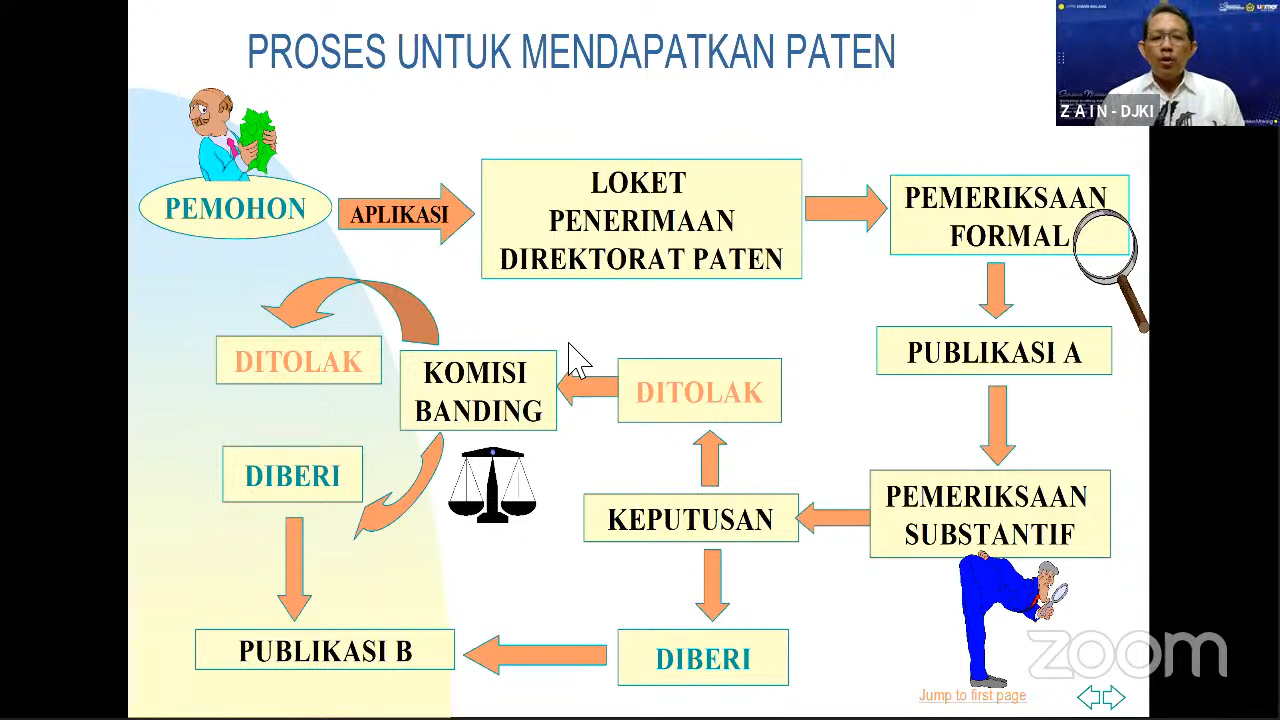 PROSES UNTUK MENDAPATKAN PATEN
Z A I N - DJKI
PEMOHON
APLIKASI
LOKET
PENERIMAAN
DIREKTORAT PATEN
PEMERIKSAAN
FORMAL
PUBLIKASI A
PEMERIKSAAN
SUBSTANTIF
KEPUTUSAN
DITOLAK
KOMISI
BANDING
DITOLAK
DIBERI
PUBLIKASI B
DIBERI
zoom
Jump to first page